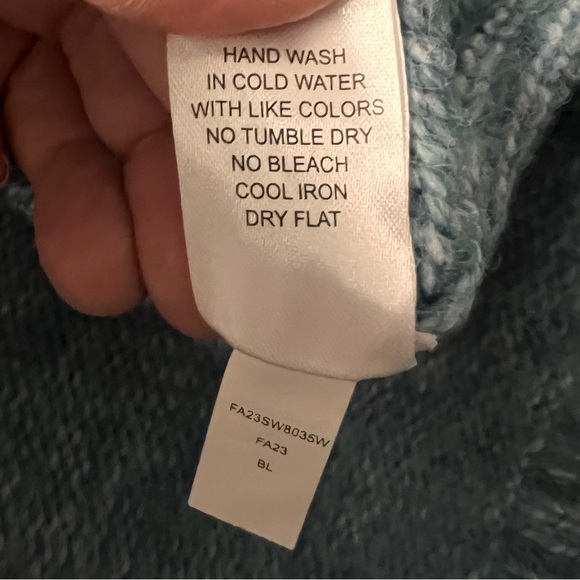 HAND WASH
IN COLD WATER
WITH LIKE COLORS
NO TUMBLE DRY
NO BLEACH
COOL IRON
DRY FLAT
FA23SW8035W
FA23
BL